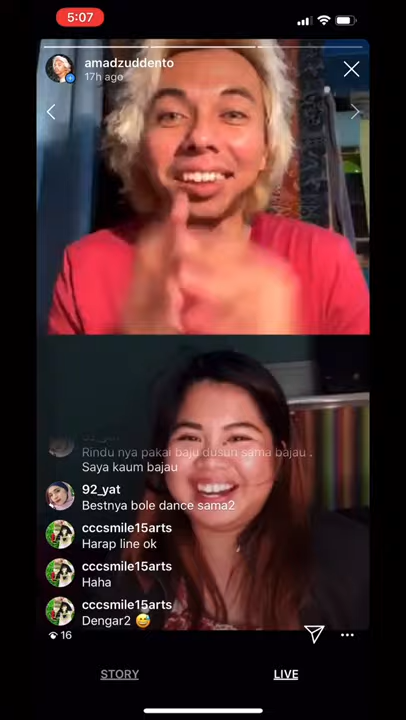 5:07
amadzuddento
17h ago
Rindu nya pakai baju dusun sama bajau .
Saya kaum bajau
92_yat
Bestnya bole dance sama2
cccsmile15arts
Harap line ok
cccsmile15arts
Haha
cccsmile15arts
Dengar2 😅
16
STORY
LIVE